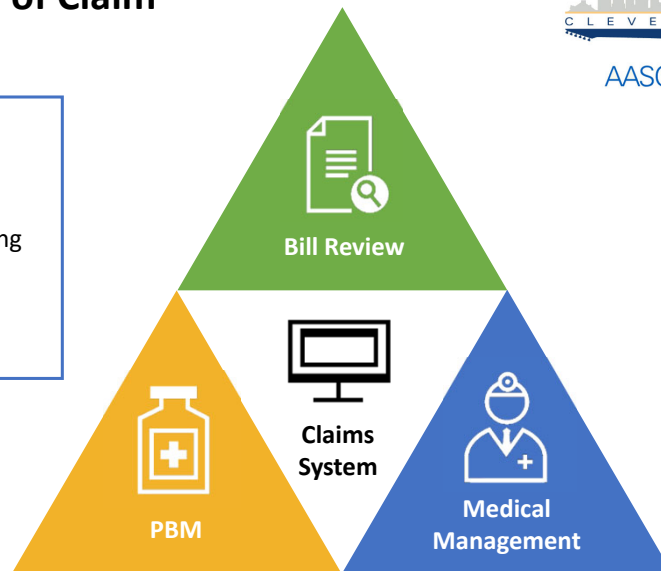 of Claim
C L E V E
AASC
ng
Bill Review
Claims
System
PBM
Medical
Management